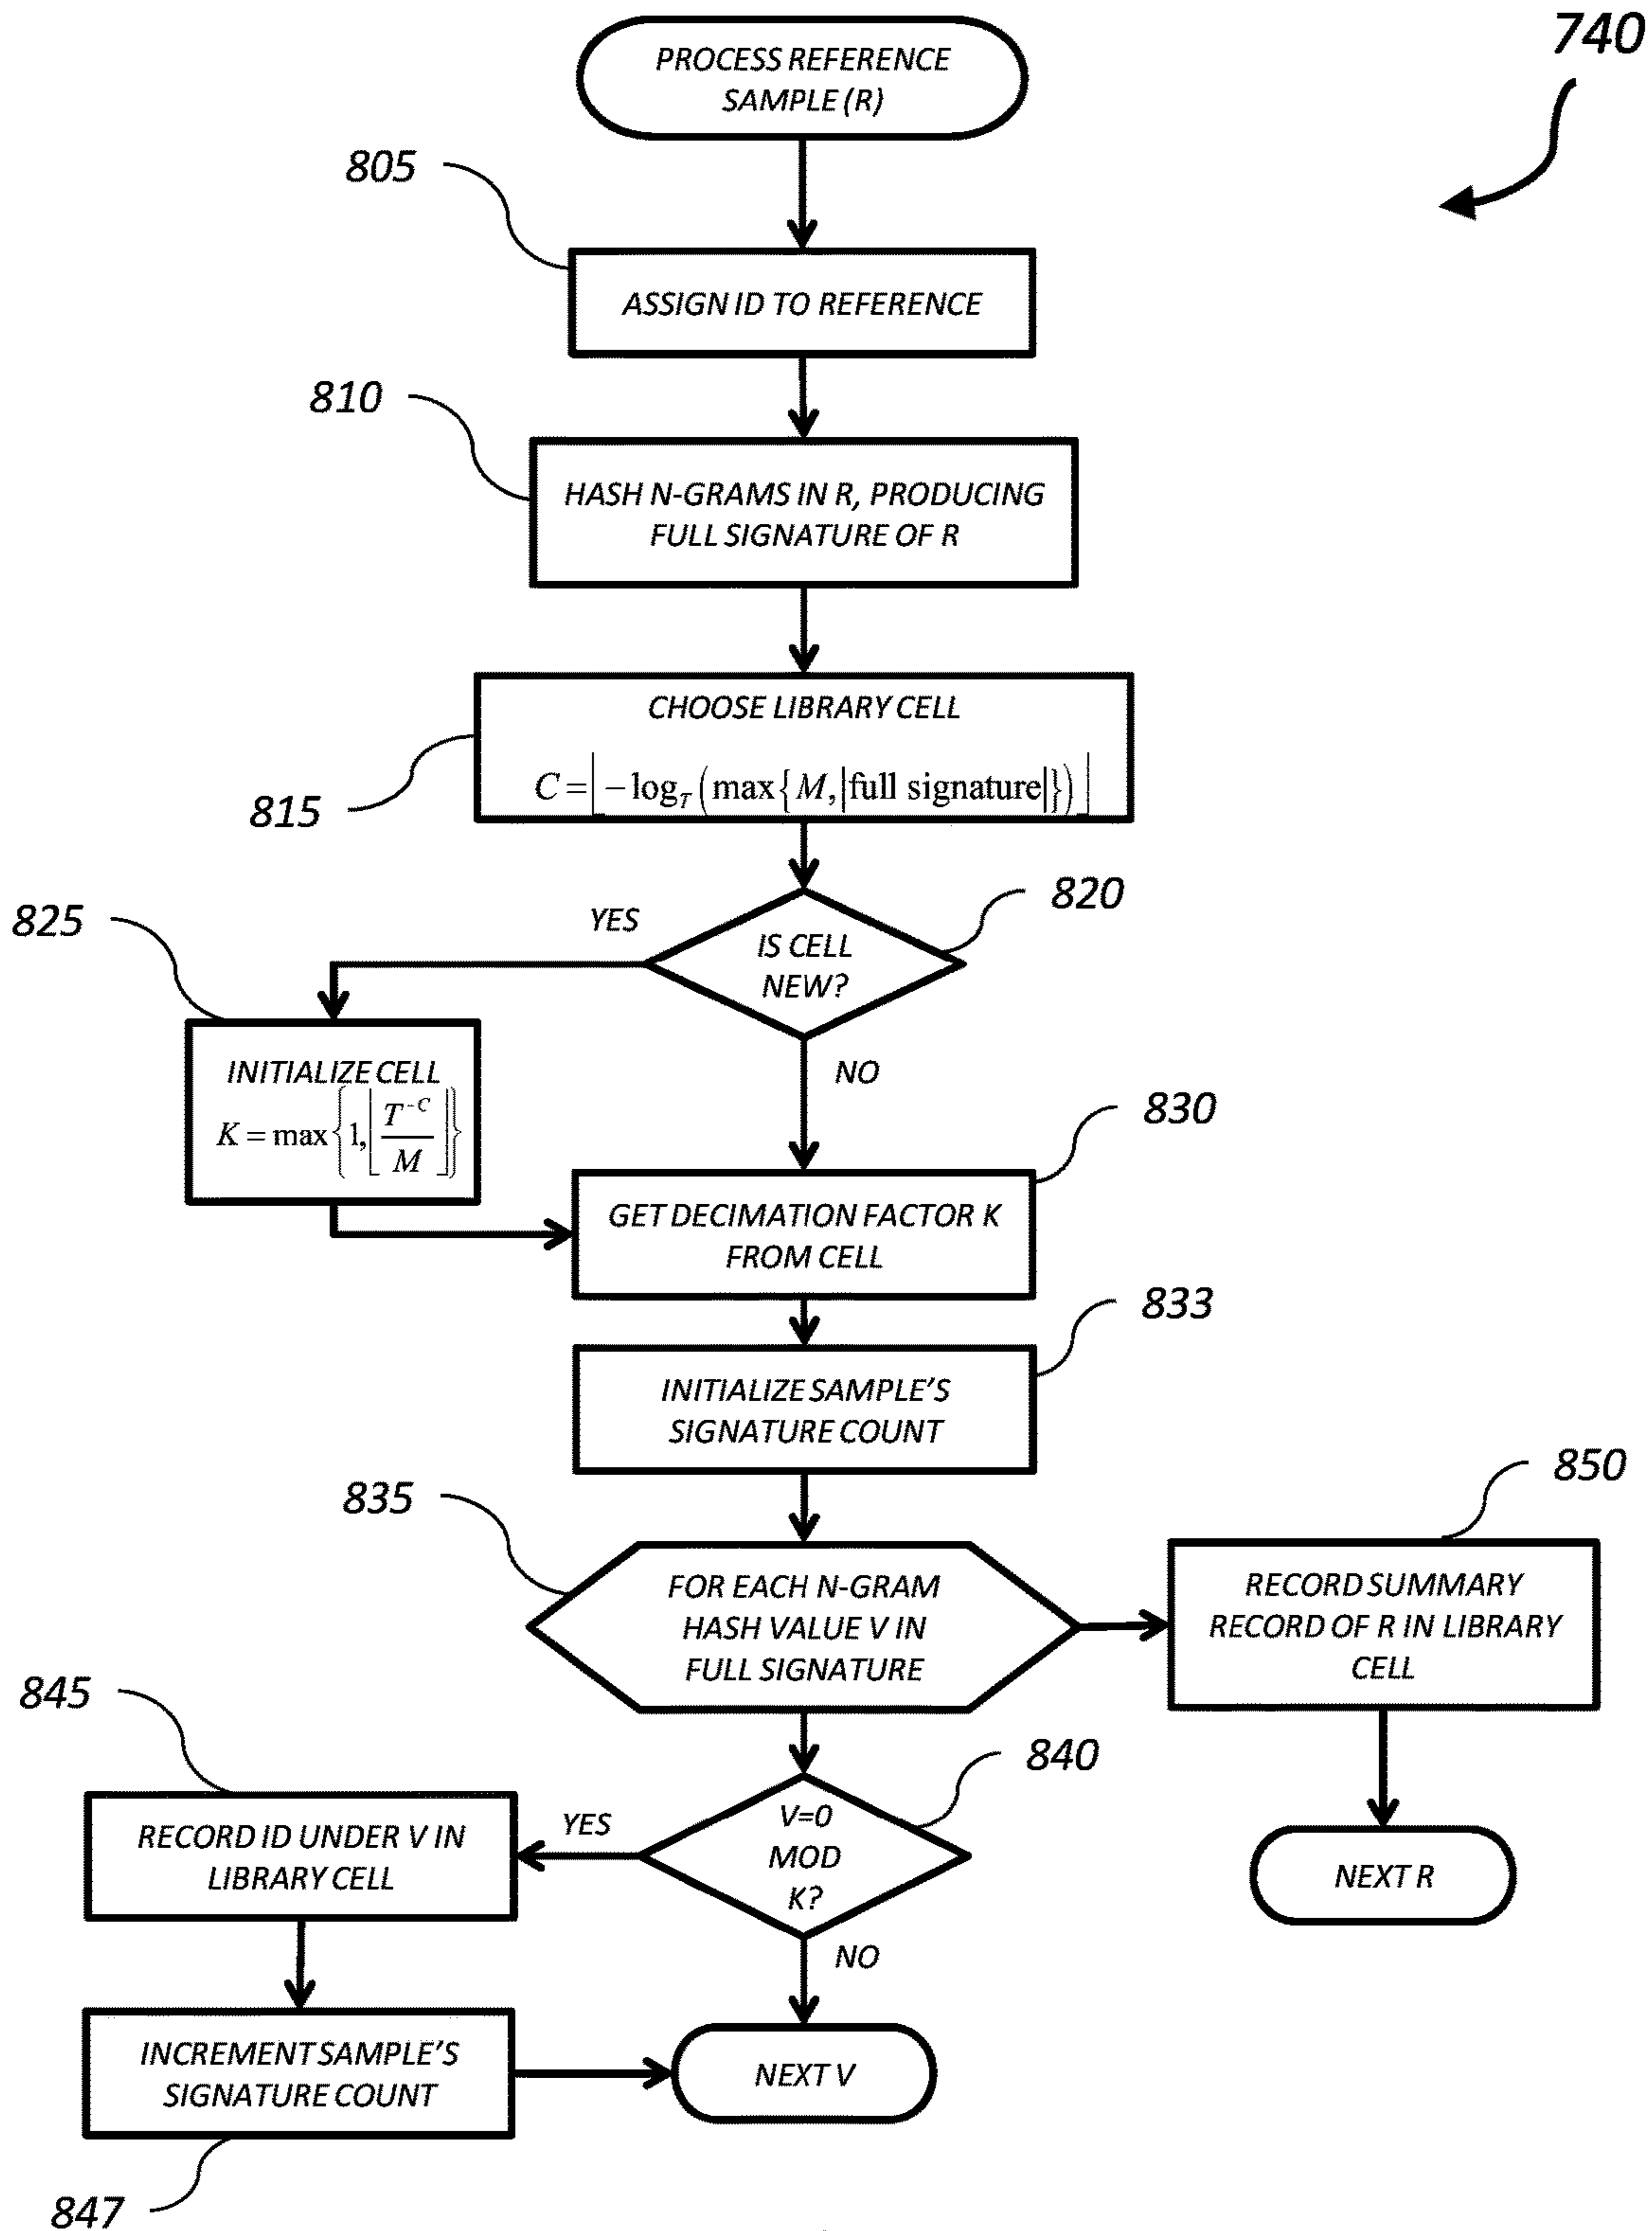 740
PROCESS REFERENCE
SAMPLE (R)
805
ASSIGN ID TO REFERENCE
810
HASH N-GRAMS IN R, PRODUCING
FULL SIGNATURE OF R
CHOOSE LIBRARY CELL
C = ⌊−log_T (max{M, |full signature|})⌋
815
820
YES
IS CELL
NEW?
825
NO
INITIALIZE CELL
K = max{1, ⌊T^−C / M⌋}
830
GET DECIMATION FACTOR K
FROM CELL
833
INITIALIZE SAMPLE'S
SIGNATURE COUNT
835
850
FOR EACH N-GRAM
HASH VALUE V IN
FULL SIGNATURE
RECORD SUMMARY
RECORD OF R IN LIBRARY
CELL
845
840
V=0
MOD
K?
YES
RECORD ID UNDER V IN
LIBRARY CELL
NEXT R
NO
INCREMENT SAMPLE'S
SIGNATURE COUNT
NEXT V
847